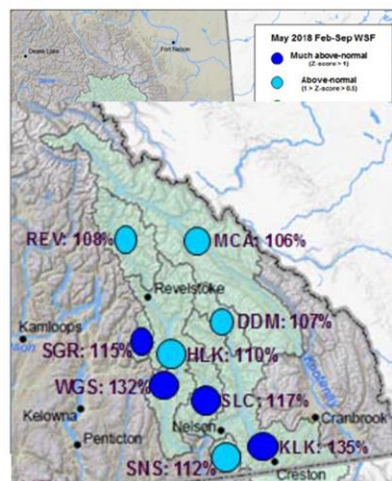 May 2018 Feb-Sep WSF
Dease Lake
Fort Nelson
Much above-normal
(Z-score > 1)
Above-normal
(1 > Z-score > 0.5)
REV: 108%
MCA: 106%
Revelstoke
Kamloops
DDM: 107%
SGR: 115%
HLK: 110%
WGS: 132%
SLC: 117%
Kelowna
Nelson
Cranbrook
Penticton
KLK: 135%
SNS: 112%
Creston